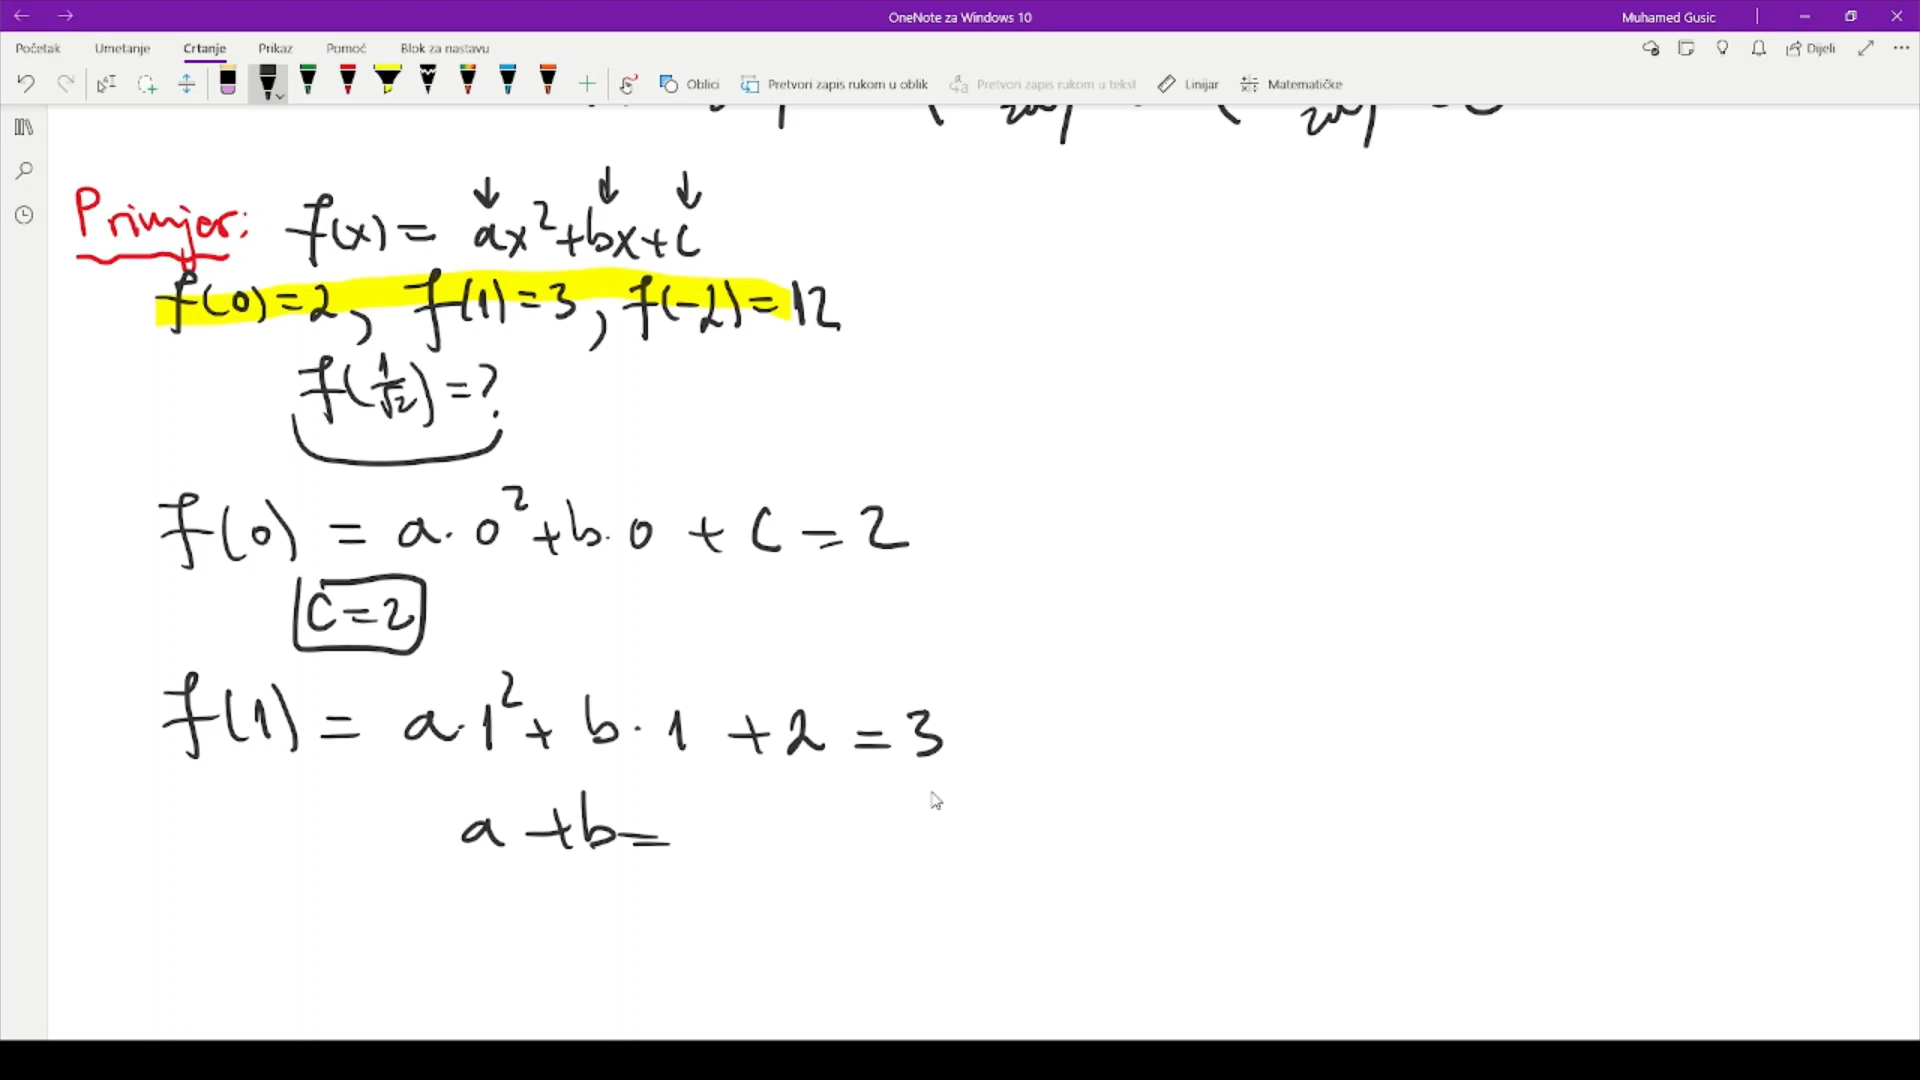 OneNote za Windows 10
Muhamed Gusic
Početak Umetanje Crtanje Prikaz Pomoć Blok za nastavu
Dijeli
Oblici Pretvori zapis rukom u oblik Pretvori zapis rukom u tekst Linijar Matematičke
Primjer: f(x) = ax²+bx+c
f(0)=2, f(1)=3, f(-2)=12
f(1/√2)=?
f(0) = a·0²+b·0 + c = 2
c=2
f(1) = a·1²+ b·1 +2 = 3
a +b=